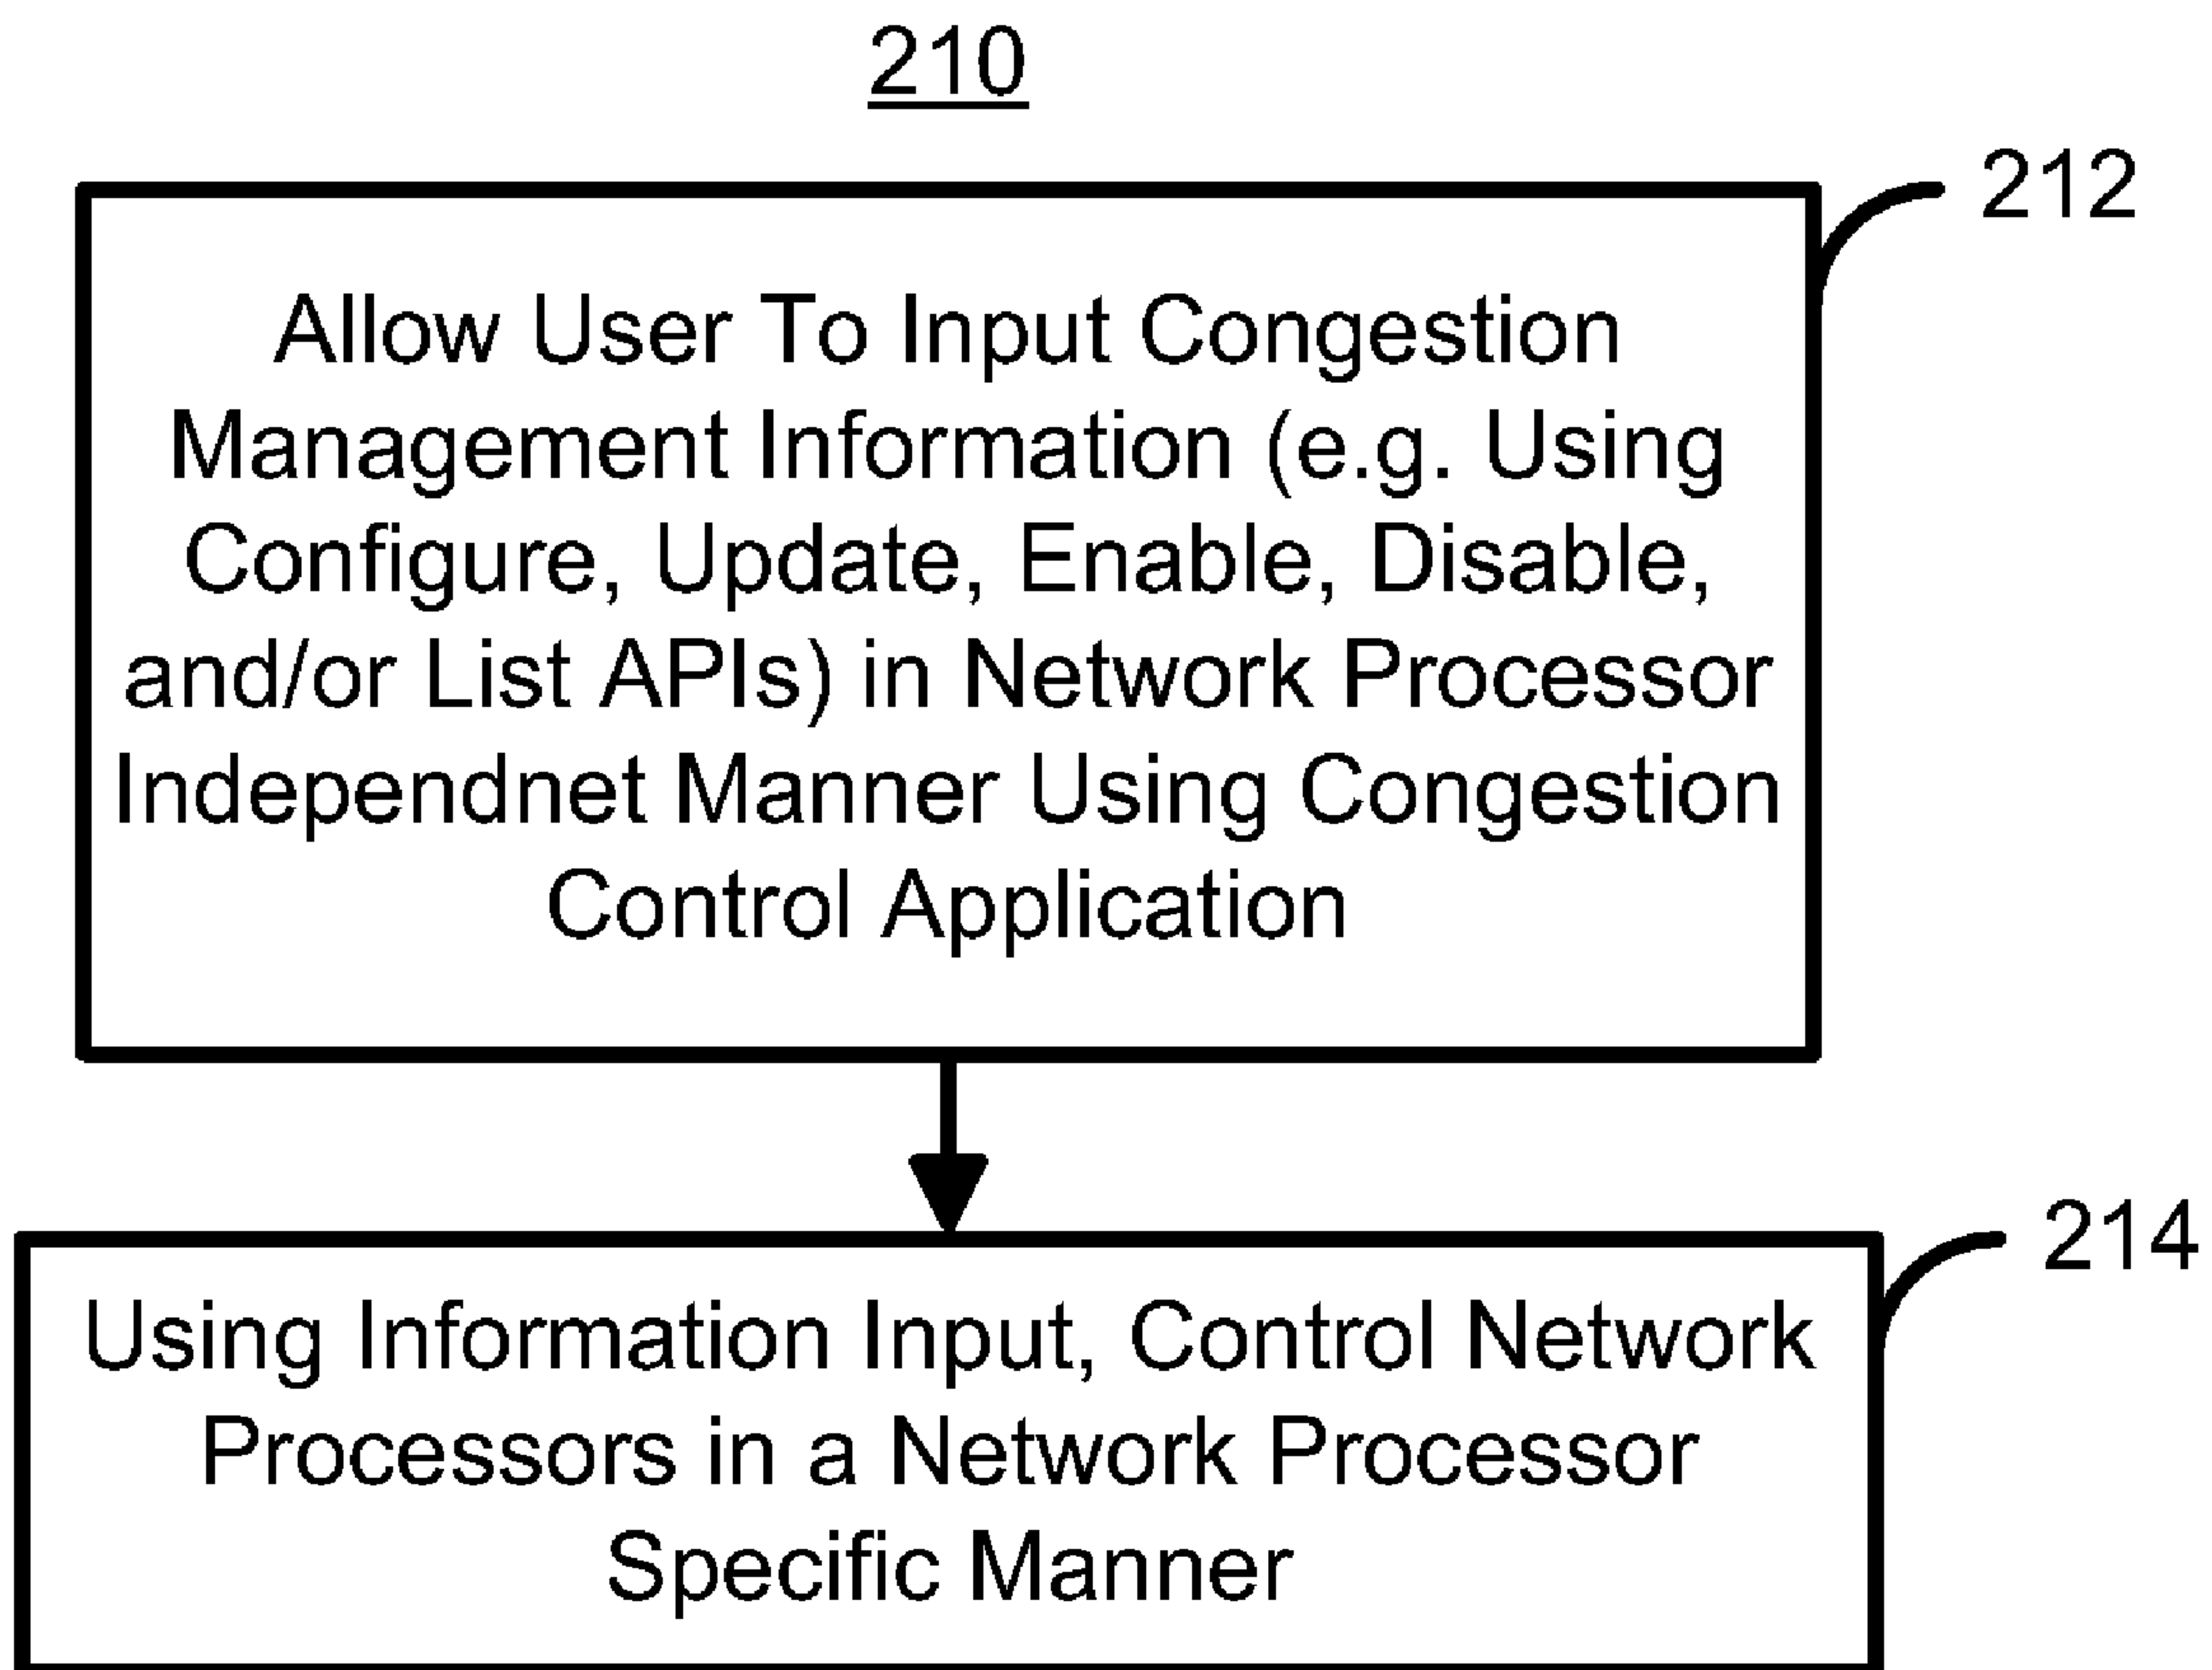 210
212
Allow User To Input Congestion
Management Information (e.g. Using
Configure, Update, Enable, Disable,
and/or List APIs) in Network Processor
Independnet Manner Using Congestion
Control Application
214
Using Information Input, Control Network
Processors in a Network Processor
Specific Manner